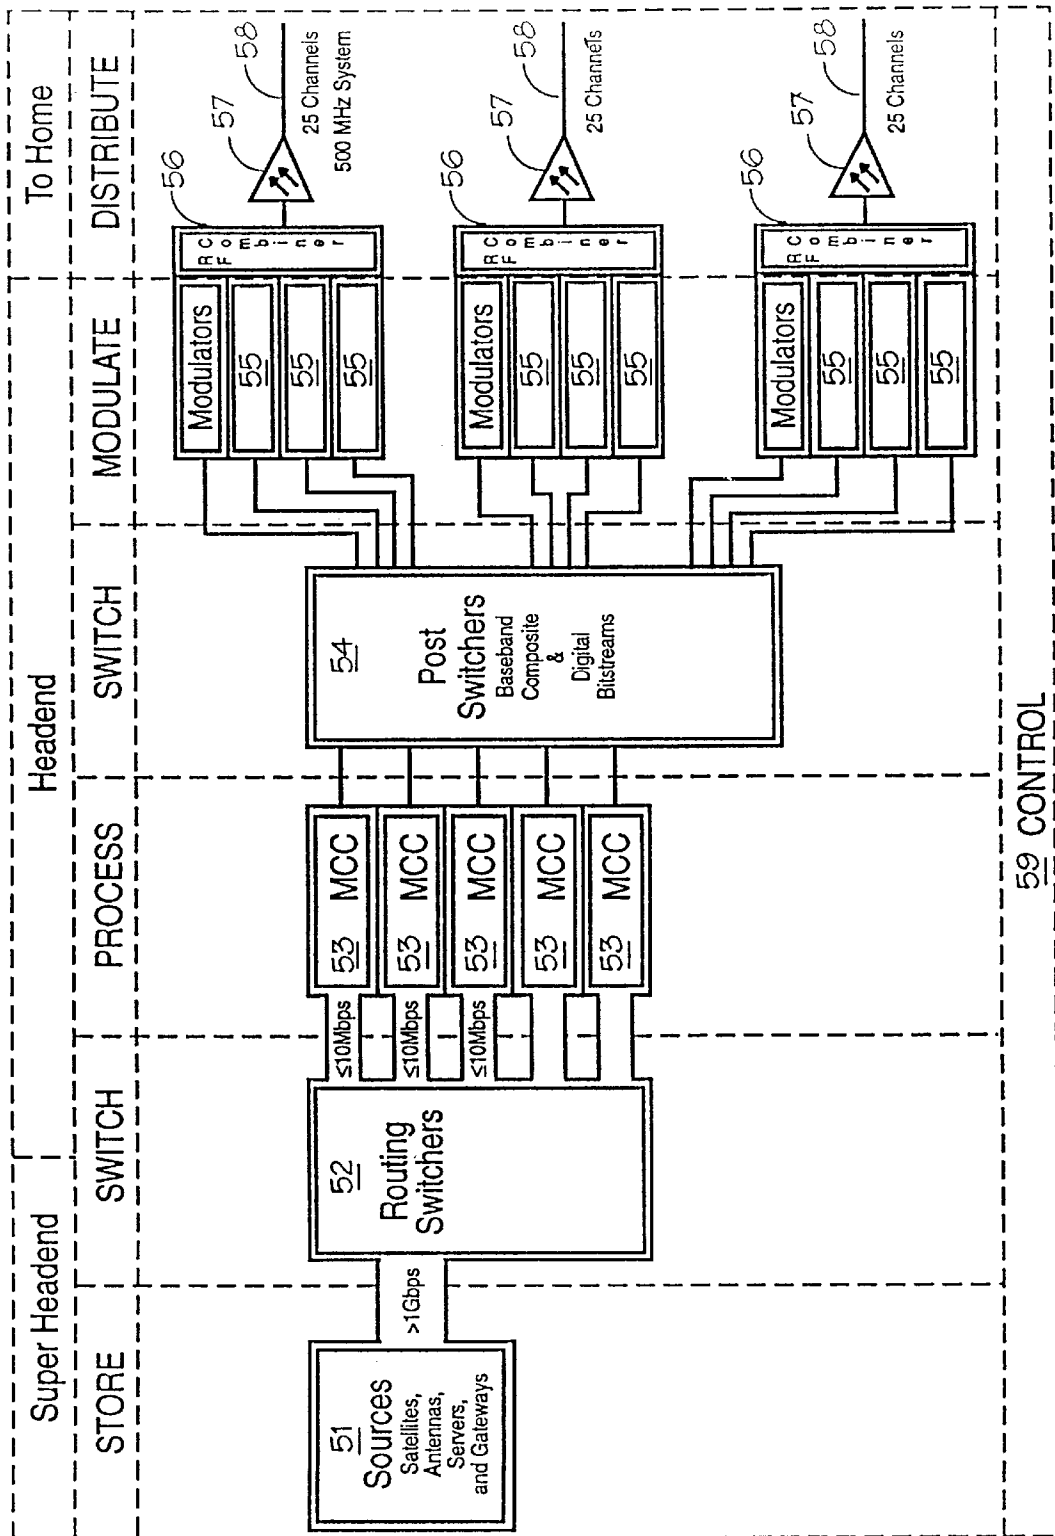 Super Headend
Headend
To Home
STORE
SWITCH
PROCESS
SWITCH
MODULATE
DISTRIBUTE
51
Sources
Satellites,
Antennas,
Servers,
and Gateways
>1Gbps
52
Routing
Switchers
≤10Mbps
≤10Mbps
≤10Mbps
53 MCC
53 MCC
53 MCC
53 MCC
53 MCC
54
Post
Switchers
Baseband
Composite
&
Digital
Bitstreams
Modulators
55
55
55
RF
Combiner
56
57
58
25 Channels
500 MHz System
Modulators
55
55
55
RF
Combiner
56
57
58
25 Channels
Modulators
55
55
55
RF
Combiner
56
57
58
25 Channels
59 CONTROL